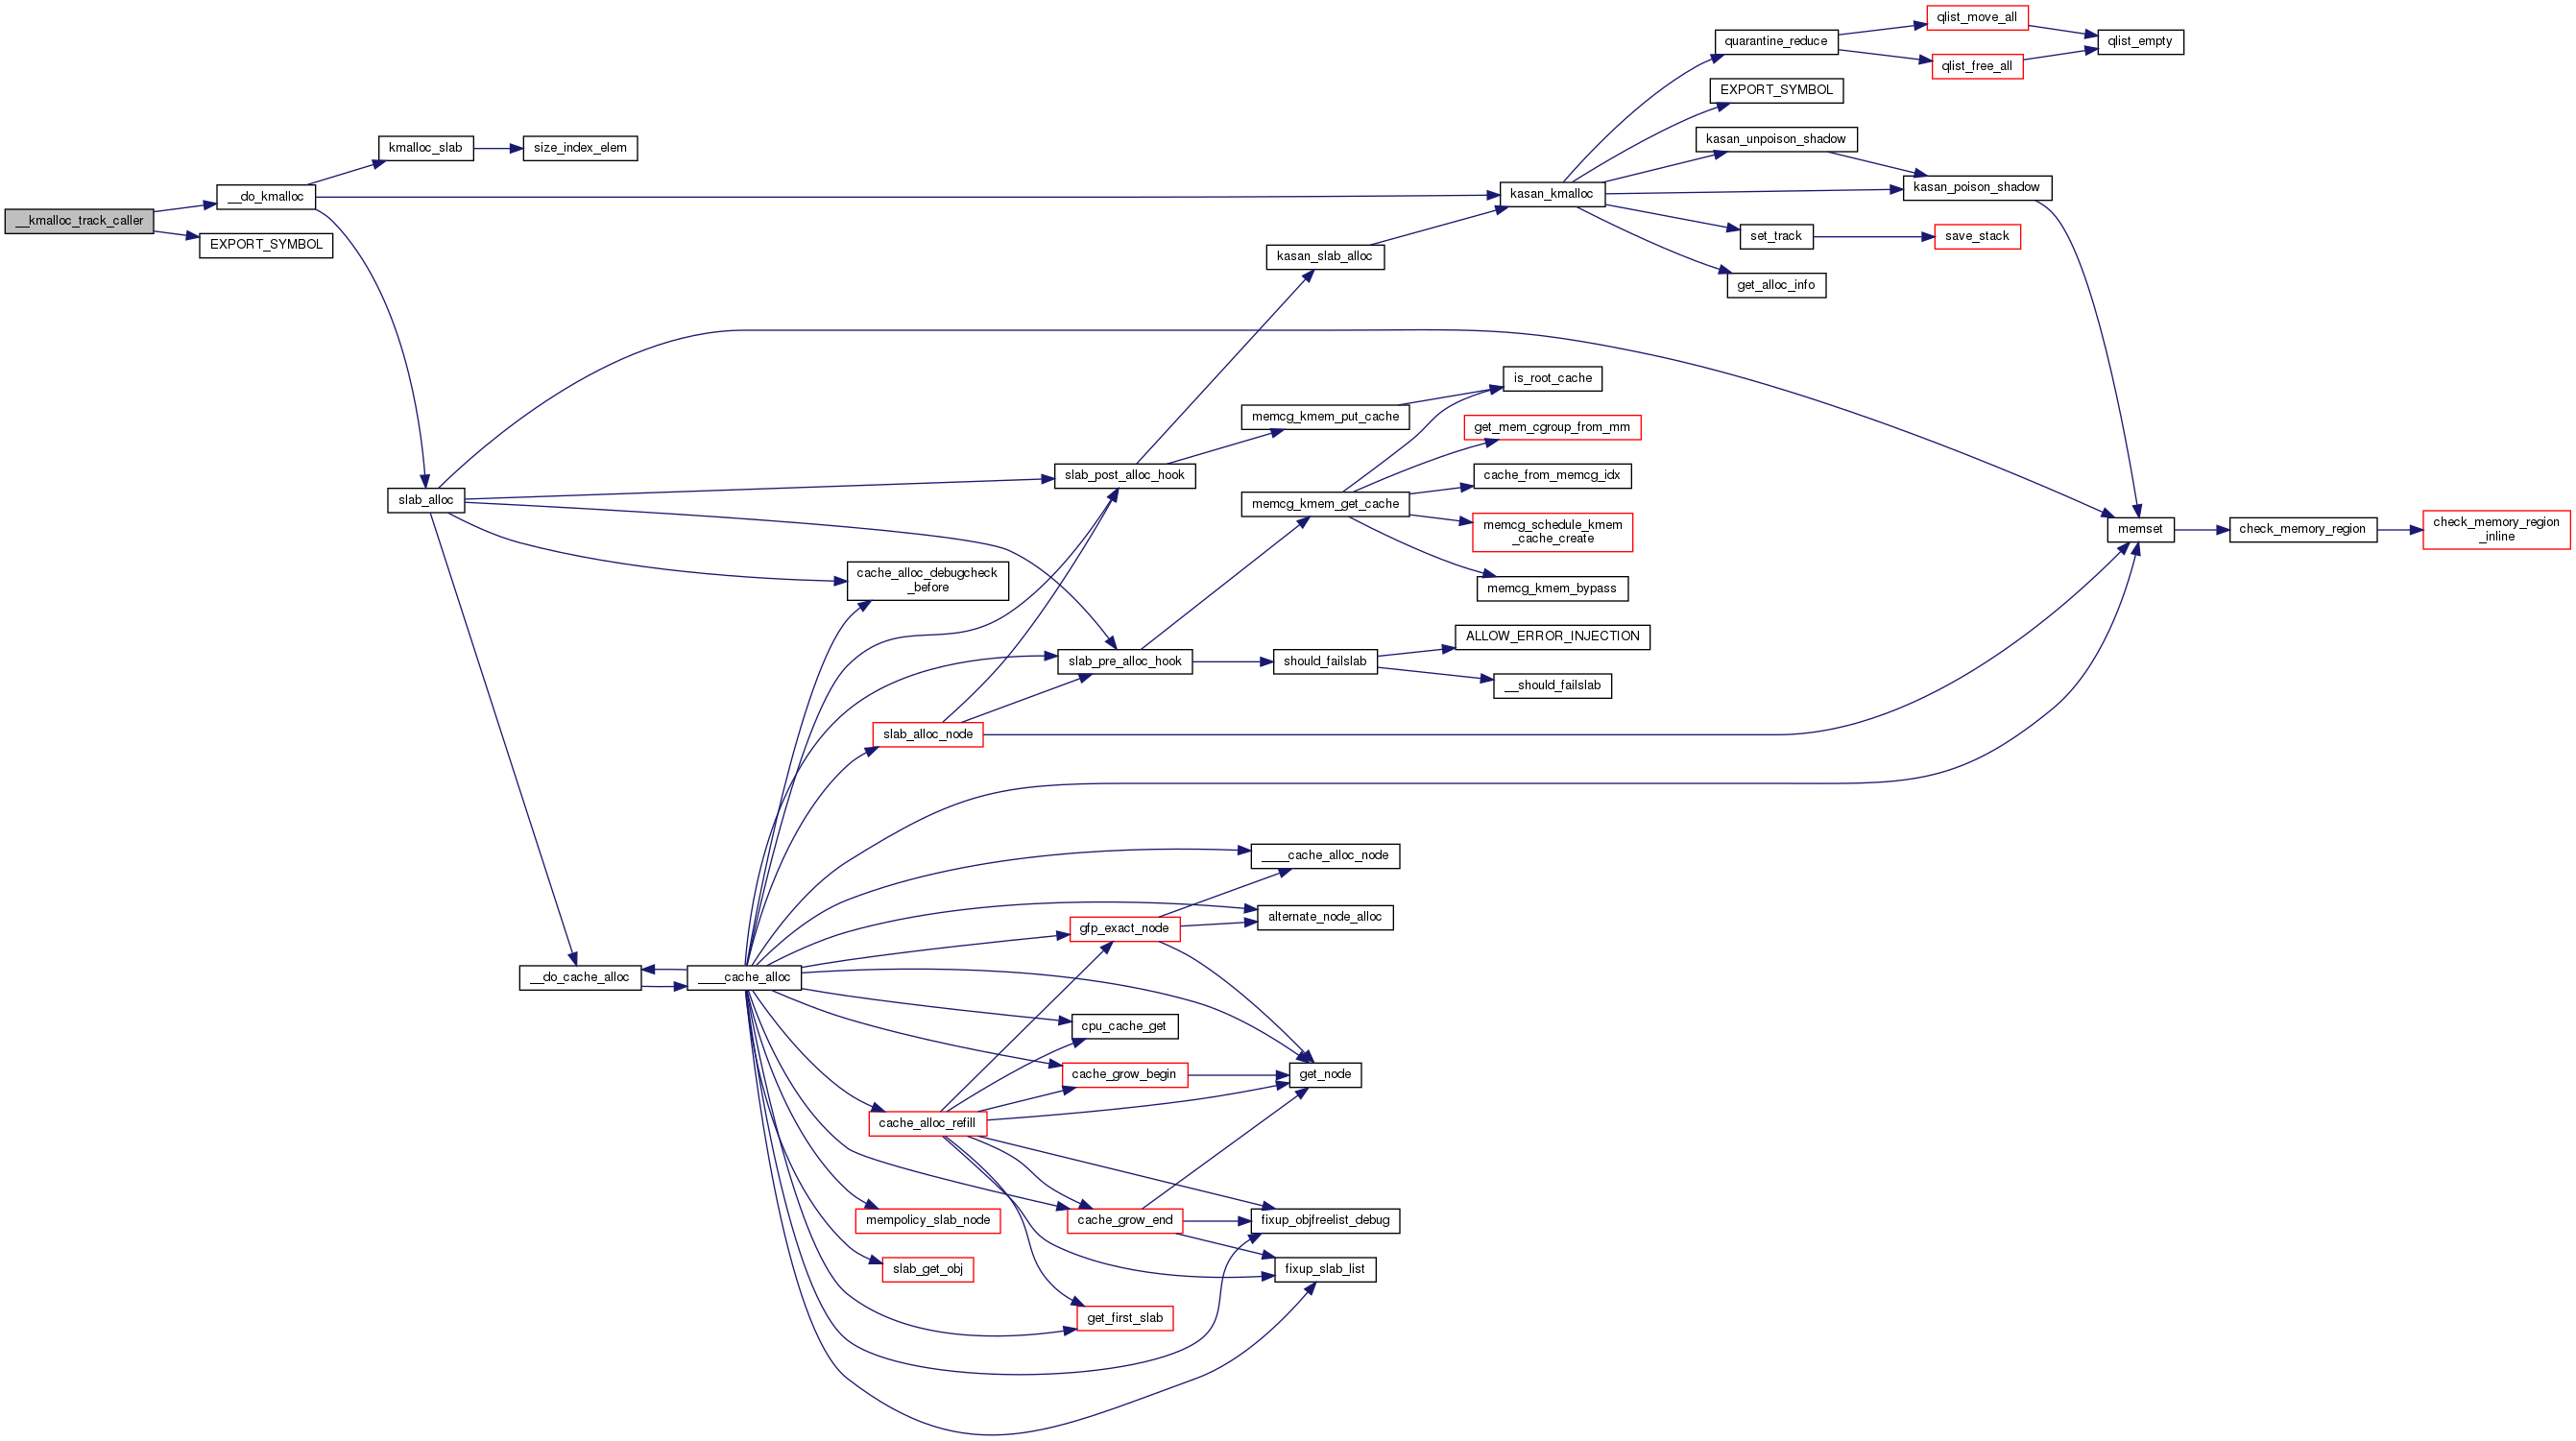 qlist_move_all
quarantine_reduce
qlist_empty
qlist_free_all
EXPORT_SYMBOL
kasan_unpoison_shadow
kmalloc_slab
size_index_elem
kasan_poison_shadow
__do_kmalloc
kasan_kmalloc
__kmalloc_track_caller
set_track
save_stack
EXPORT_SYMBOL
kasan_slab_alloc
get_alloc_info
is_root_cache
memcg_kmem_put_cache
get_mem_cgroup_from_mm
slab_post_alloc_hook
cache_from_memcg_idx
slab_alloc
memcg_kmem_get_cache
memcg_schedule_kmem
_cache_create
memset
check_memory_region
check_memory_region
_inline
cache_alloc_debugcheck
_before
memcg_kmem_bypass
ALLOW_ERROR_INJECTION
slab_pre_alloc_hook
should_failslab
__should_failslab
slab_alloc_node
____cache_alloc_node
alternate_node_alloc
gfp_exact_node
__do_cache_alloc
____cache_alloc
cpu_cache_get
cache_grow_begin
get_node
cache_alloc_refill
mempolicy_slab_node
cache_grow_end
fixup_objfreelist_debug
slab_get_obj
fixup_slab_list
get_first_slab